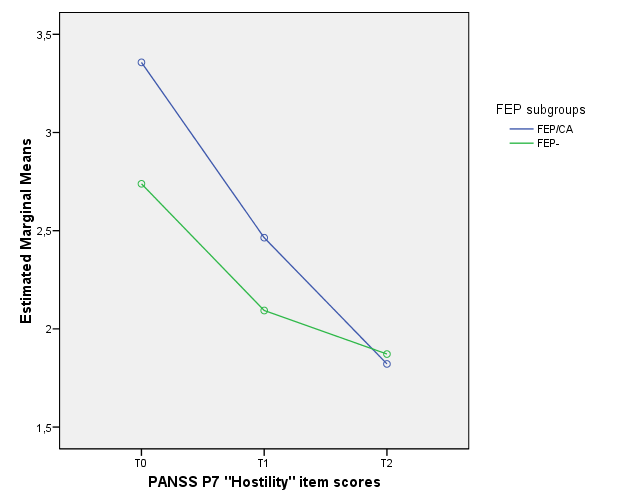 Estimated Marginal Means
3,5
3
2,5
2
1,5
T0 T1 T2
PANSS P7 "Hostility" item scores
FEP subgroups
FEP/CA
FEP-